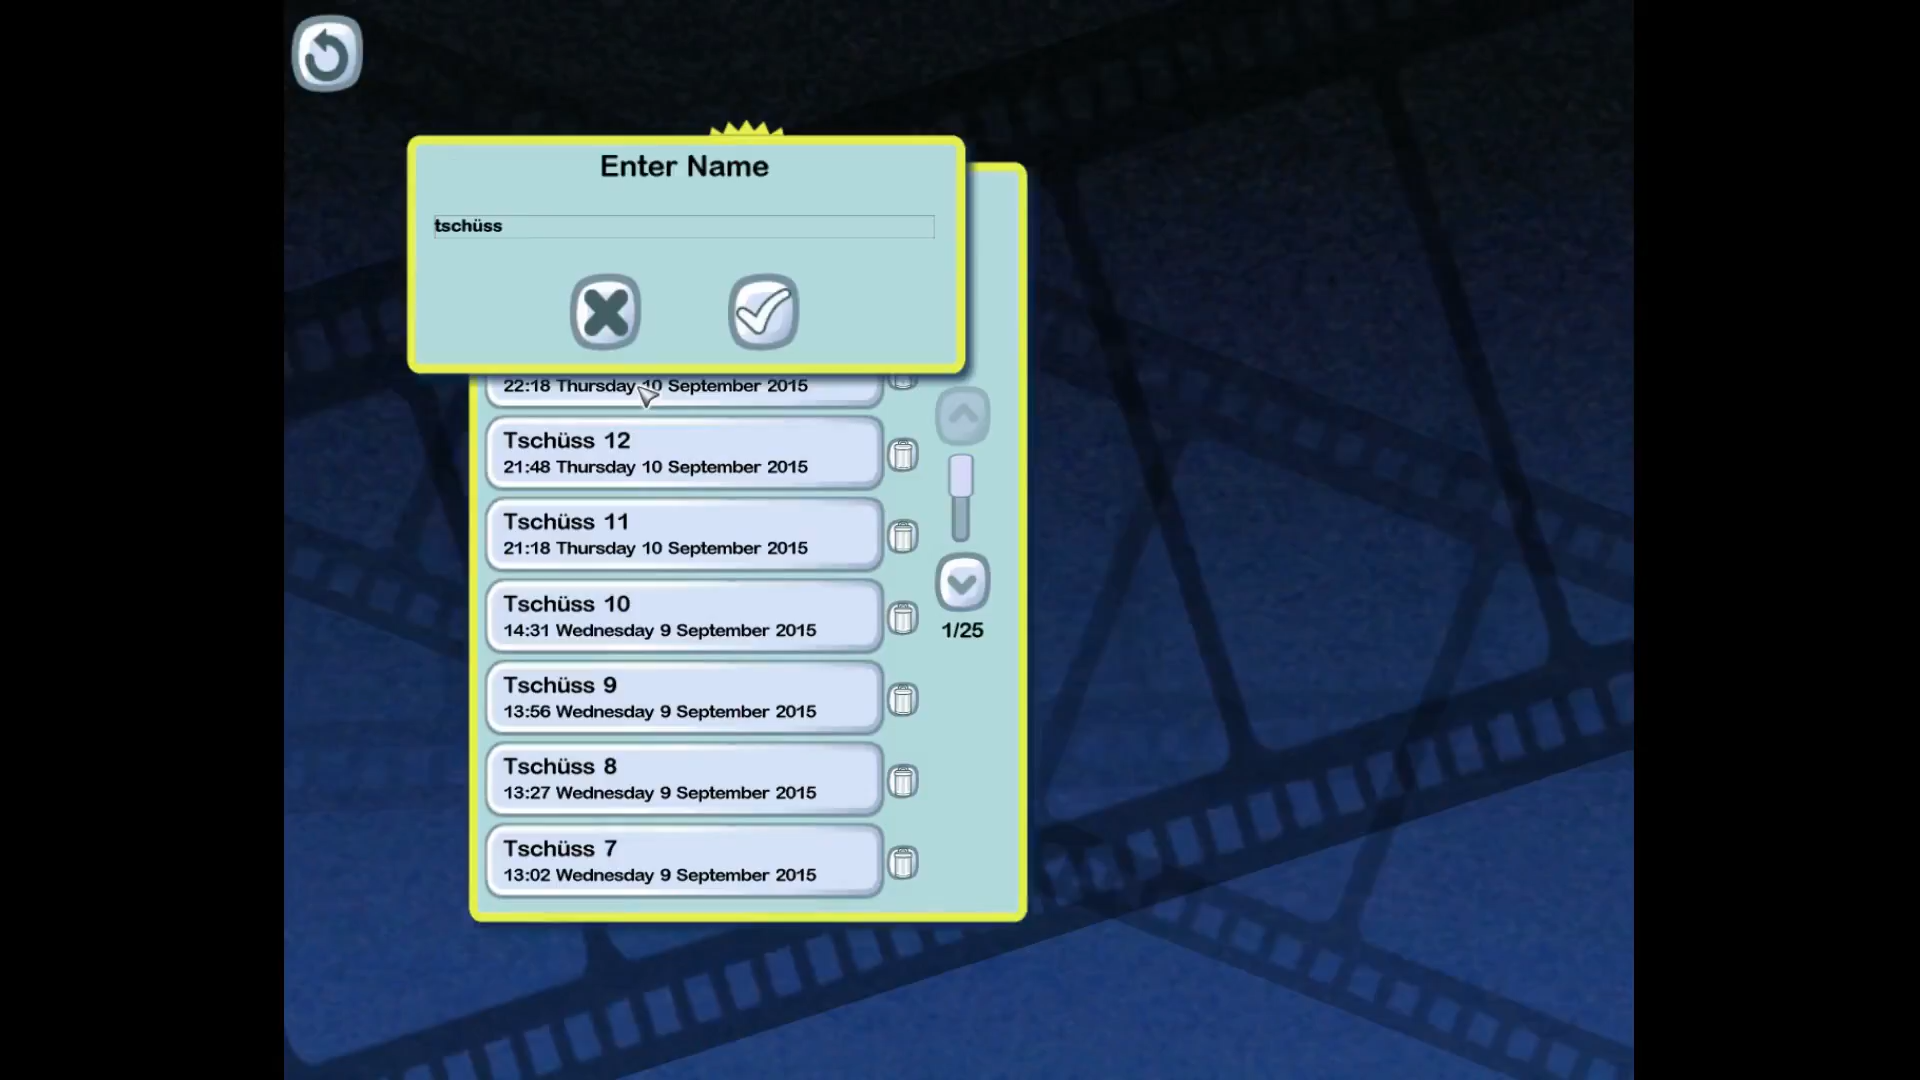 Enter Name
tschüss
22:18 Thursday 10 September 2015
Tschüss 12
21:48 Thursday 10 September 2015
Tschüss 11
21:18 Thursday 10 September 2015
Tschüss 10
14:31 Wednesday 9 September 2015
Tschüss 9
13:56 Wednesday 9 September 2015
Tschüss 8
13:27 Wednesday 9 September 2015
Tschüss 7
13:02 Wednesday 9 September 2015
1/25